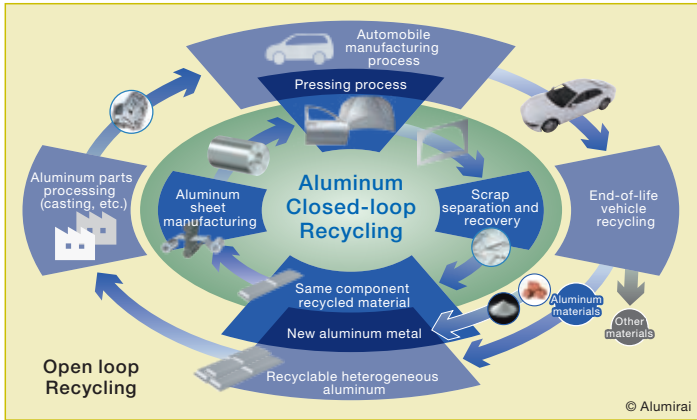 Automobile
manufacturing
process
Pressing process
Aluminum parts
processing
(casting, etc.)
Aluminum
sheet
manufacturing
Aluminum
Closed-loop
Recycling
Scrap
separation and
recovery
End-of-life
vehicle
recycling
Same component
recycled material
New aluminum metal
Aluminum
materials
Other
materials
Recyclable heterogeneous
aluminum
Open loop
Recycling
© Alumirai